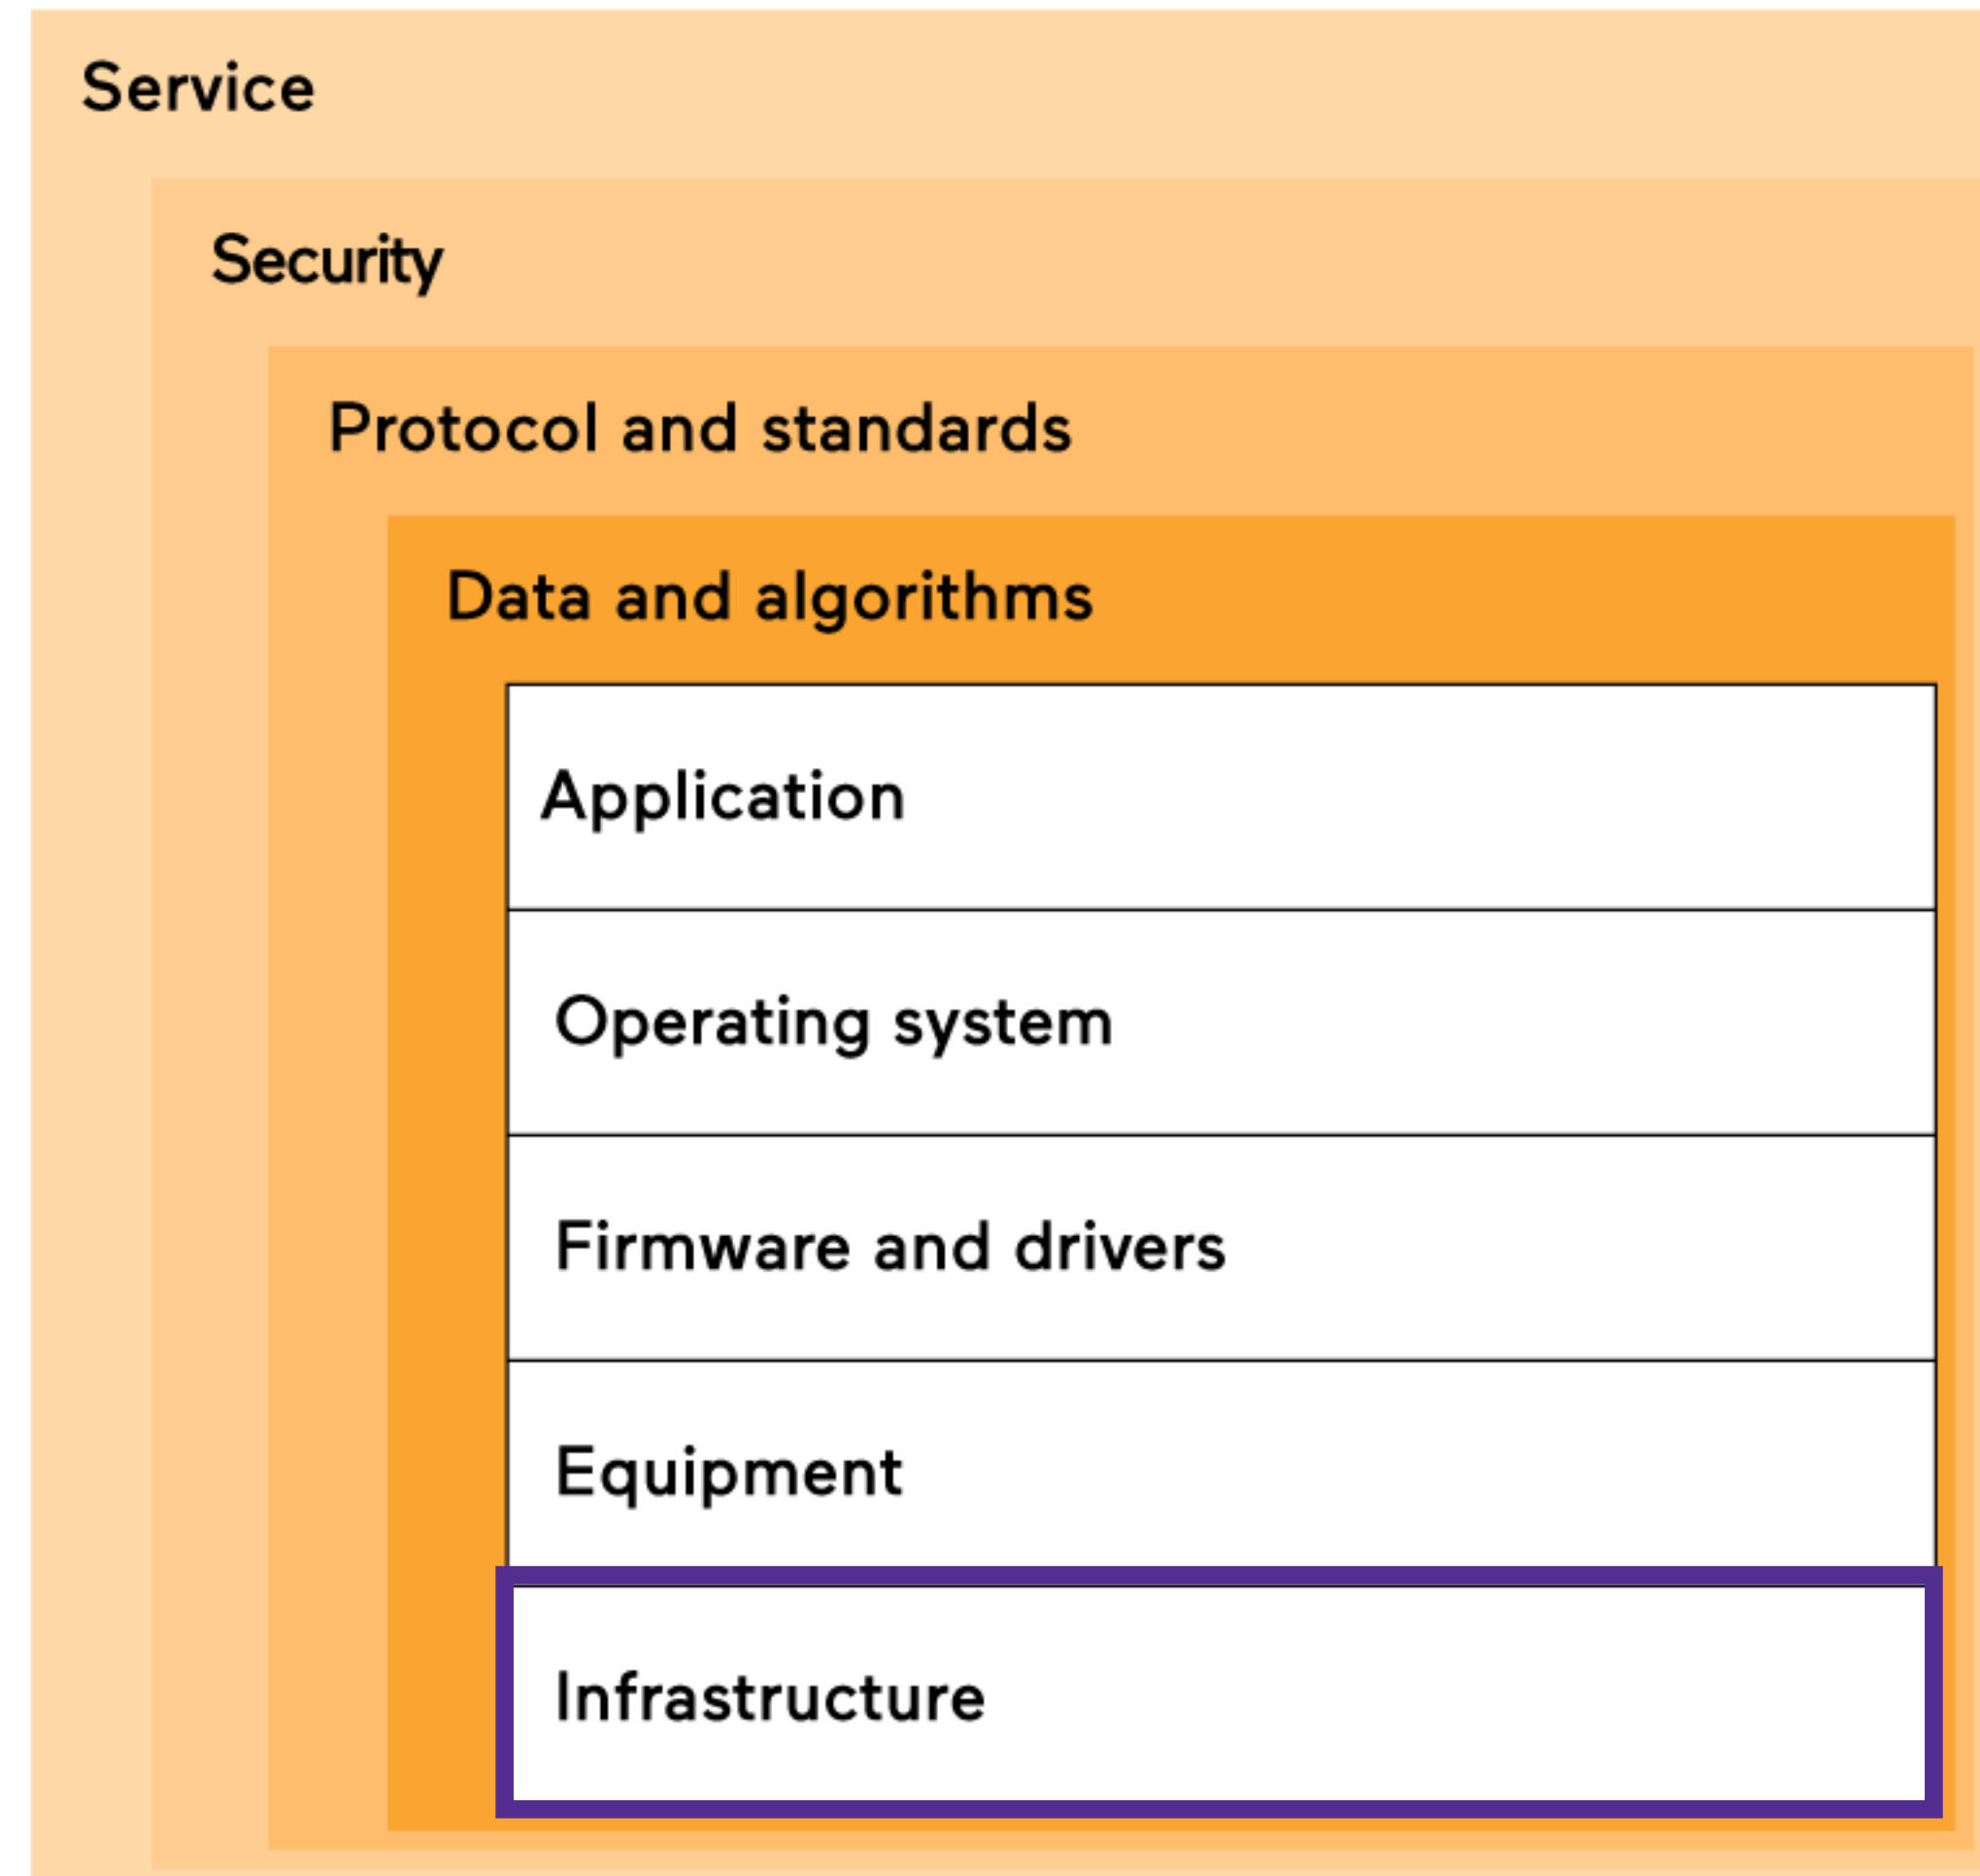 Service
Security
Protocol and standards
Data and algorithms
Application
Operating system
Firmware and drivers
Equipment
Infrastructure